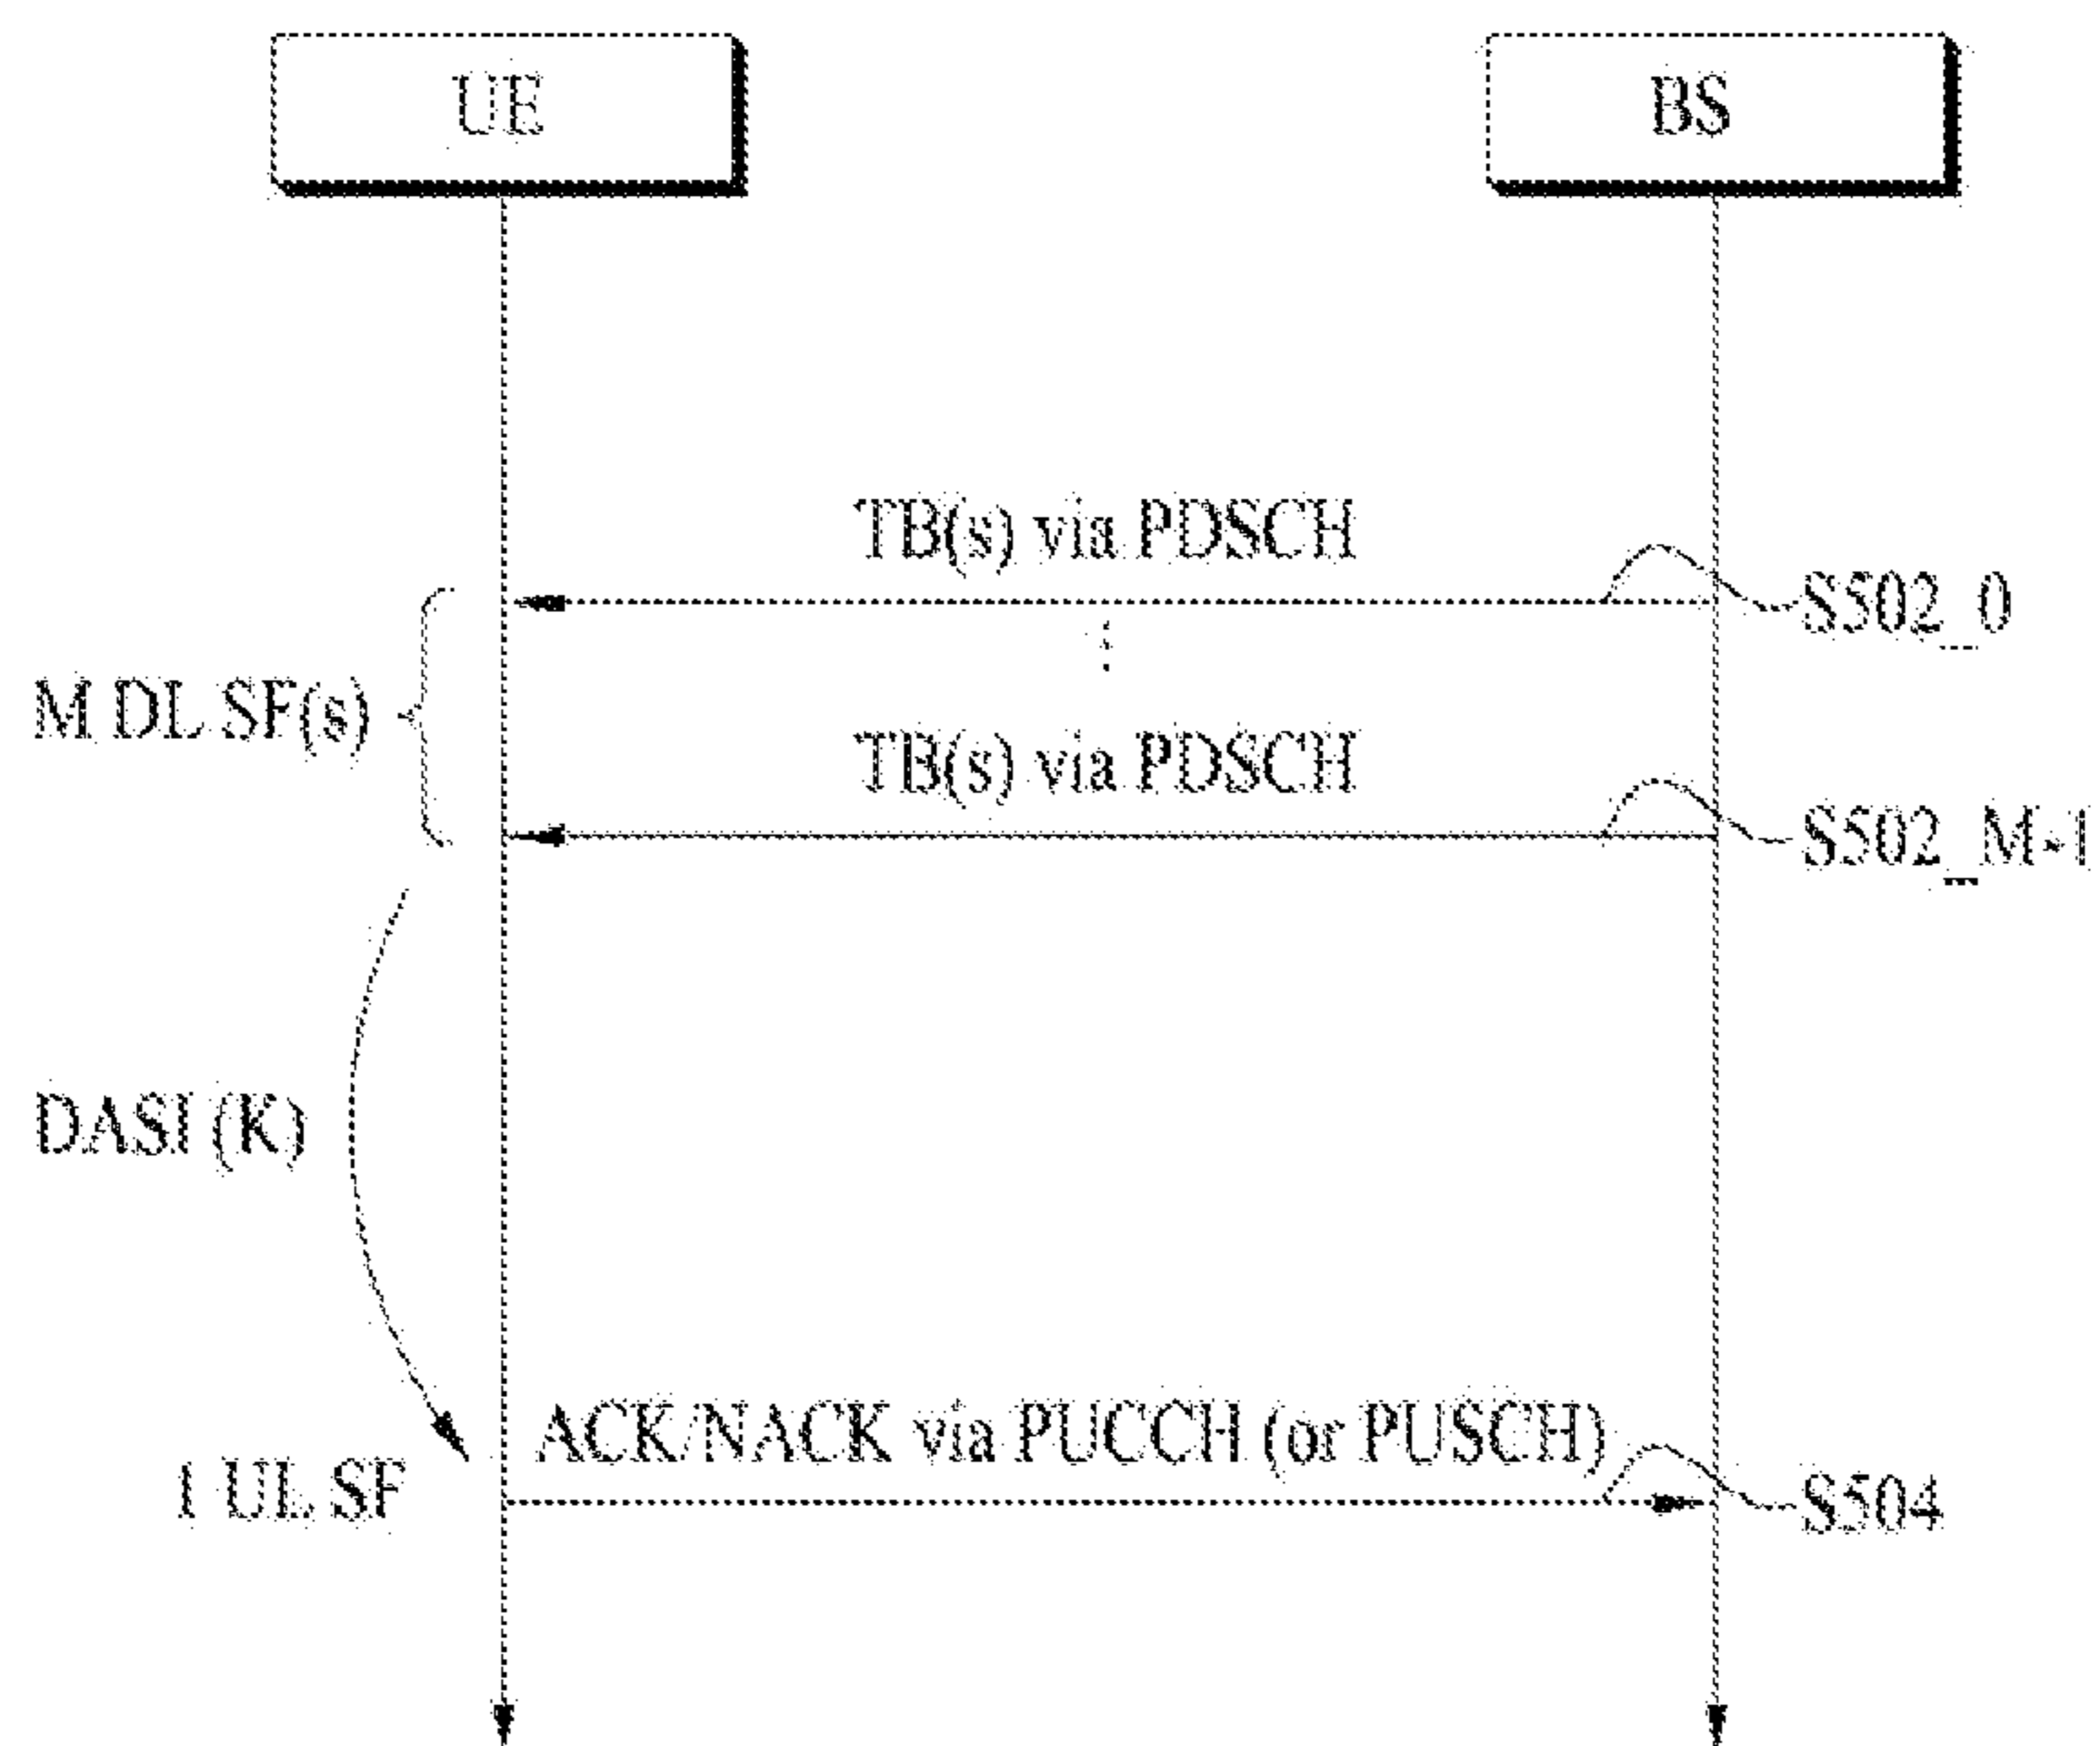 UE
BS
TB(s) via PDSCH
S502_0
M DL SF(s)
TB(s) via PDSCH
S502_M-1
DASI (K)
ACK/NACK via PUCCH (or PUSCH)
1 UL SF
S504